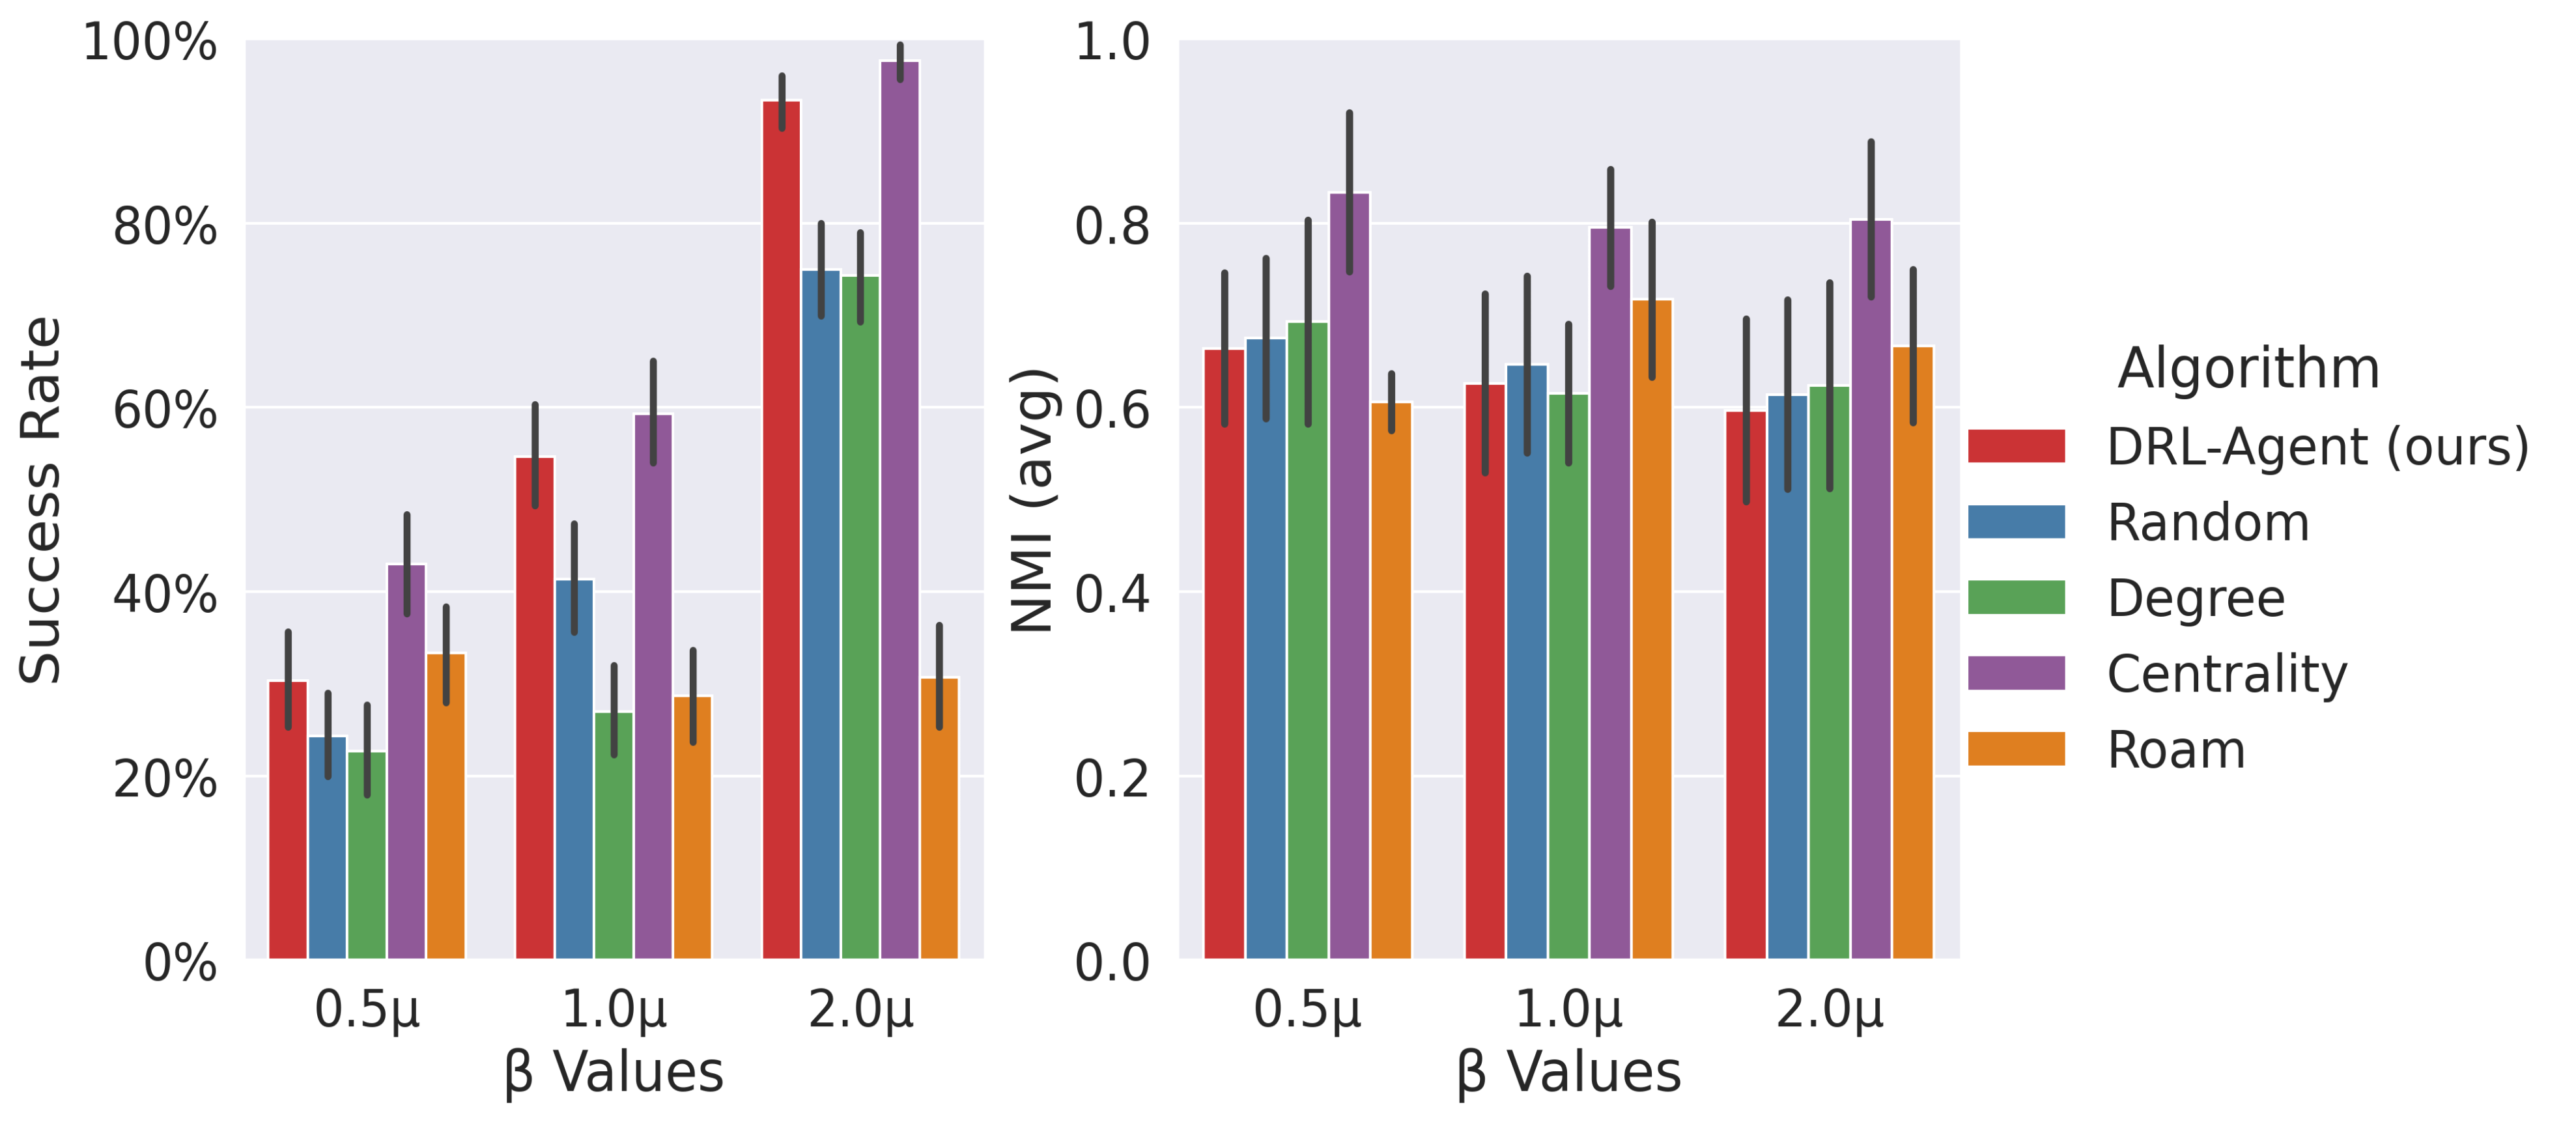 Success Rate
100%
80%
60%
40%
20%
0%
0.5μ 1.0μ 2.0μ
β Values
NMI (avg)
1.0
0.8
0.6
0.4
0.2
0.0
0.5μ 1.0μ 2.0μ
β Values
Algorithm
DRL-Agent (ours)
Random
Degree
Centrality
Roam